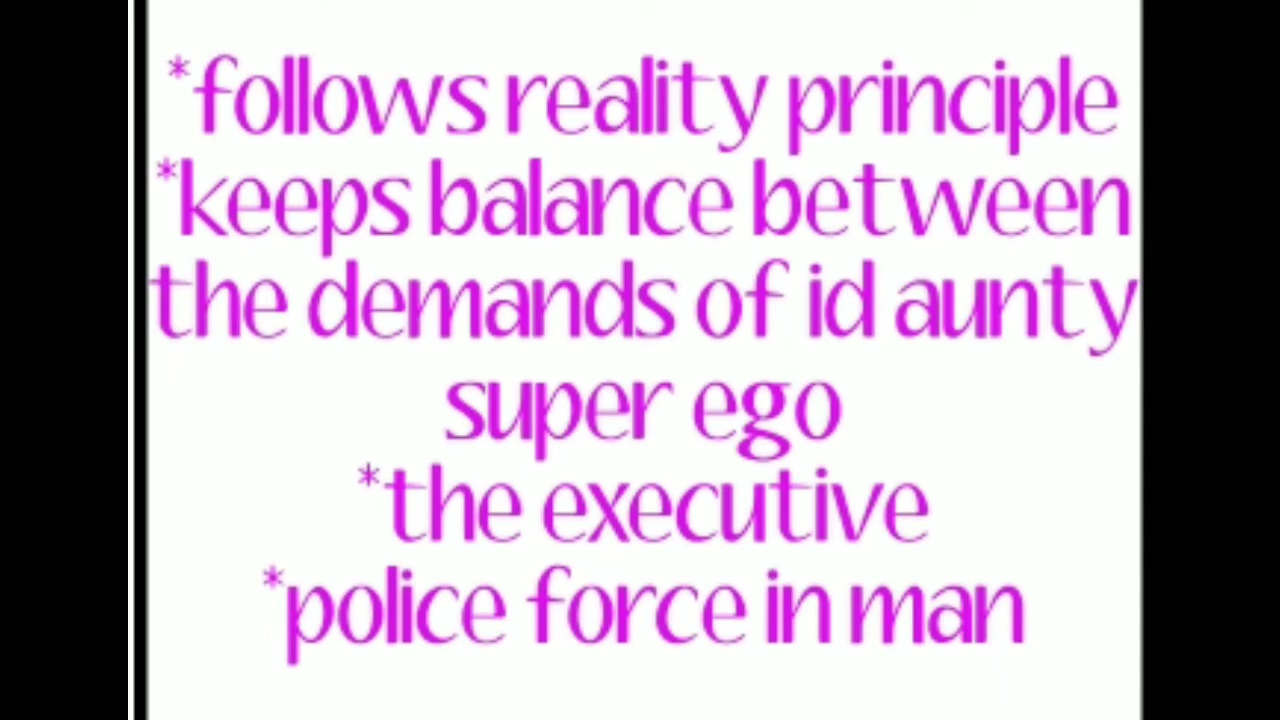 *follows reality principle
*keeps balance between
the demands of id aunty
super ego
*the executive
*police force in man